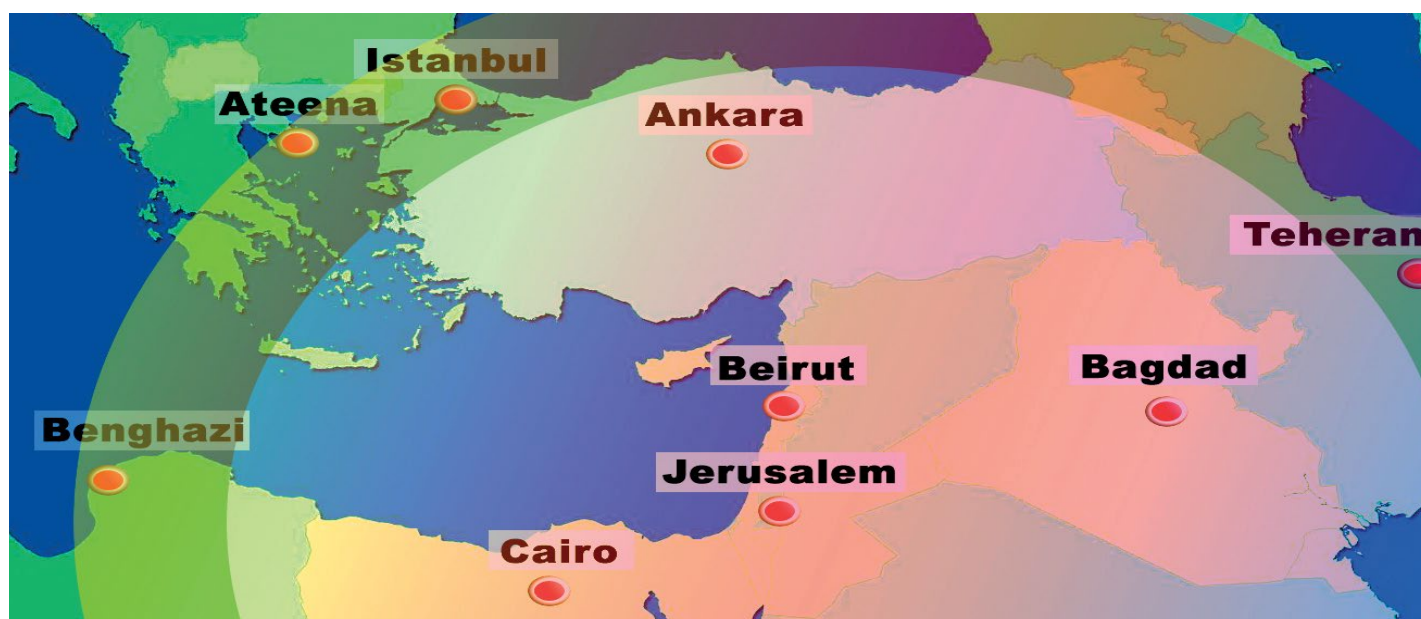 Istanbul
Ateena
Ankara
Teheran
Beirut
Bagdad
Benghazi
Jerusalem
Cairo